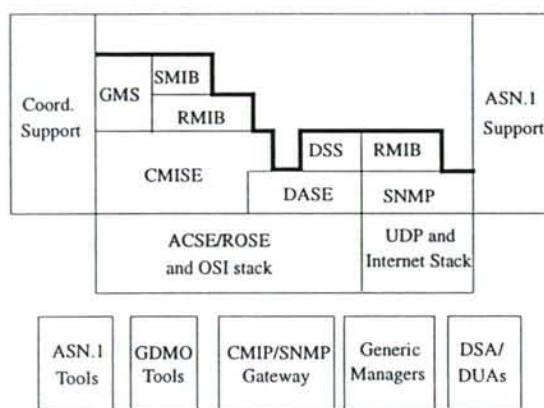 Coord.
Support
GMS
SMIB
RMIB
CMISE
DSS
RMIB
DASE
SNMP
ASN.1
Support
ACSE/ROSE
and OSI stack
UDP and
Internet Stack
ASN.1
Tools
GDMO
Tools
CMIP/SNMP
Gateway
Generic
Managers
DSA/
DUAs